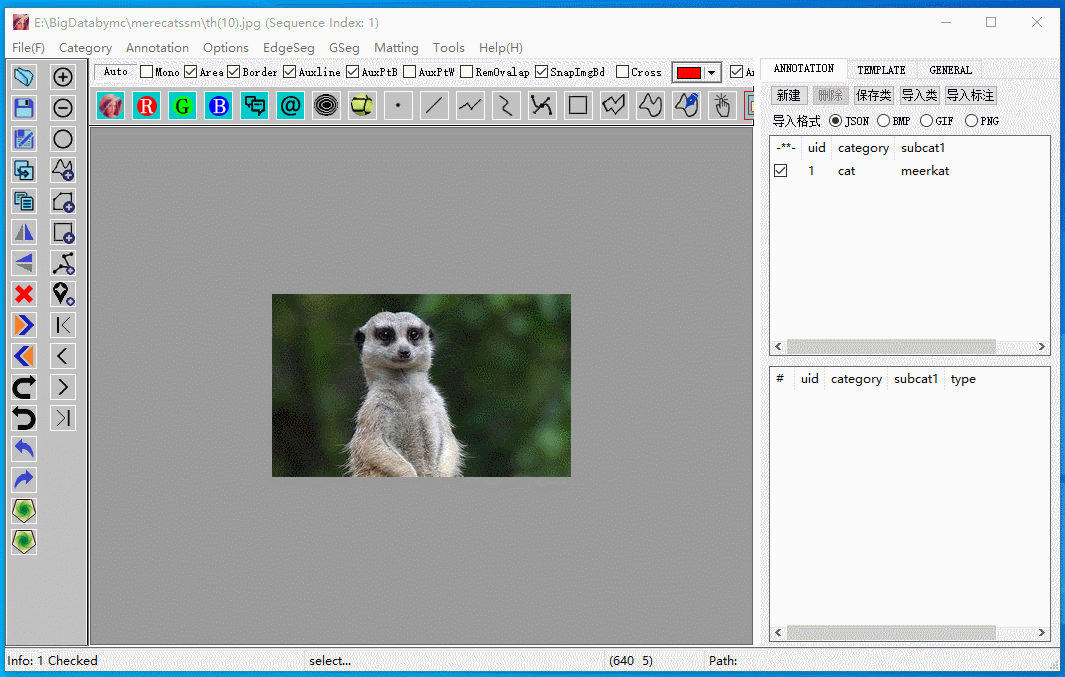 E:\BigDatabymc\merecatssm\th(10).jpg (Sequence Index: 1)
File(F) Category Annotation Options EdgeSeg GSeg Matting Tools Help(H)
Auto Mono Area Border Auxline AuxPtB AuxPtW RemOvalap SnapImgBd Cross
R G B @
ANNOTATION TEMPLATE GENERAL
新建 删除 保存类 导入类 导入标注
导入格式 JSON BMP GIF PNG
-**- uid category subcat1
1 cat meerkat
# uid category subcat1 type
Info: 1 Checked select... (640 5) Path: